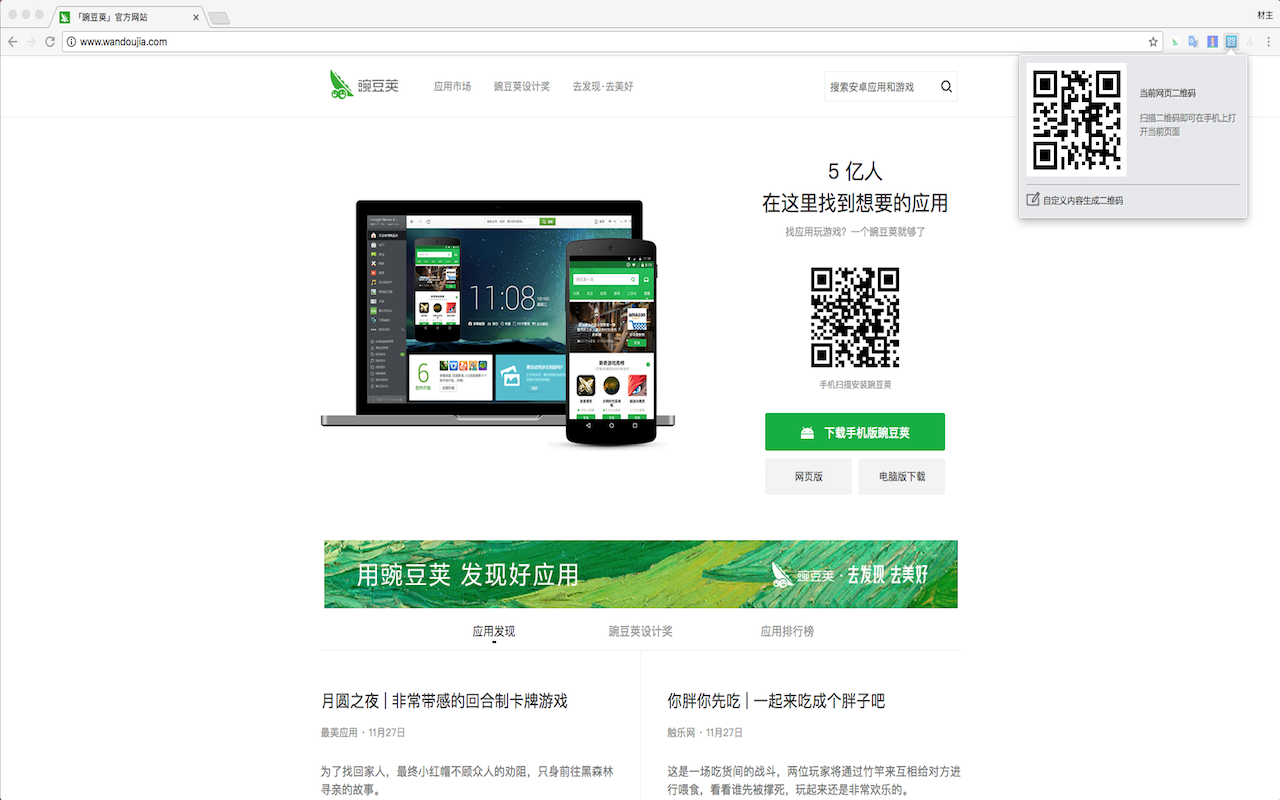 「豌豆荚」官方网站
材主
www.wandoujia.com
豌豆荚
应用市场
豌豆荚设计奖
去发现·去美好
搜索安卓应用和游戏
当前网页二维码
扫描二维码即可在手机上打
开当前页面
自定义内容生成二维码
5 亿人
在这里找到想要的应用
找应用玩游戏？一个豌豆荚就够了
11:08
6
amazon
手机扫描安装豌豆荚
下载手机版豌豆荚
网页版
电脑版下载
用豌豆荚 发现好应用
豌豆荚·去发现 去美好
应用发现
豌豆荚设计奖
应用排行榜
月圆之夜 | 非常带感的回合制卡牌游戏
最美应用 · 11月27日
为了找回家人，最终小红帽不顾众人的劝阻，只身前往黑森林
寻亲的故事。
你胖你先吃 | 一起来吃成个胖子吧
触乐网 · 11月27日
这是一场吃货间的战斗，两位玩家将通过竹竿来互相给对方进
行喂食，看看谁先被撑死，玩起来还是非常欢乐的。